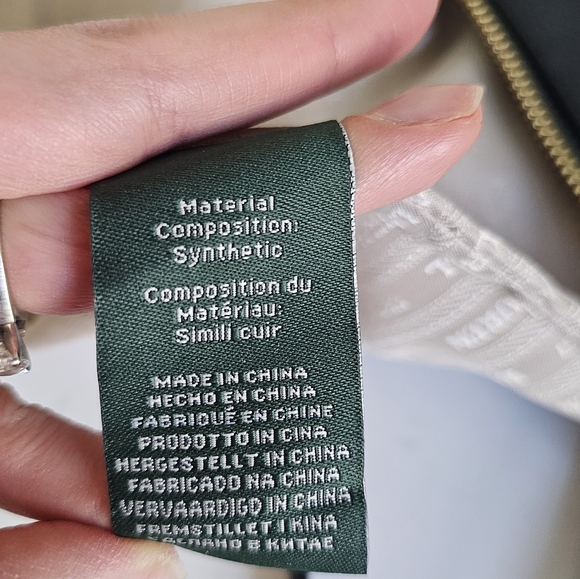 Material
Composition:
Synthetic
Composition du
Matériau:
Simili cuir
MADE IN CHINA
HECHO EN CHINA
FABRIQUÉ EN CHINE
PRODOTTO IN CINA
HERGESTELLT IN CHINA
FABRICADO NA CHINA
VERVAARDIGD IN CHINA
FREMSTILLET I KINA
В КИТАЕ